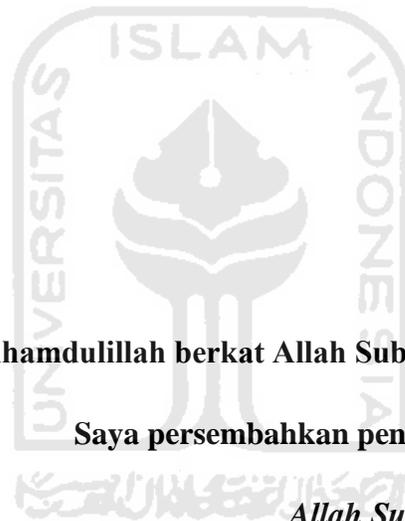 ISLAM
UNIVERSITAS
INDONESIA
hamdulillah berkat Allah Sub
Saya persembahkan pen
Allah Su